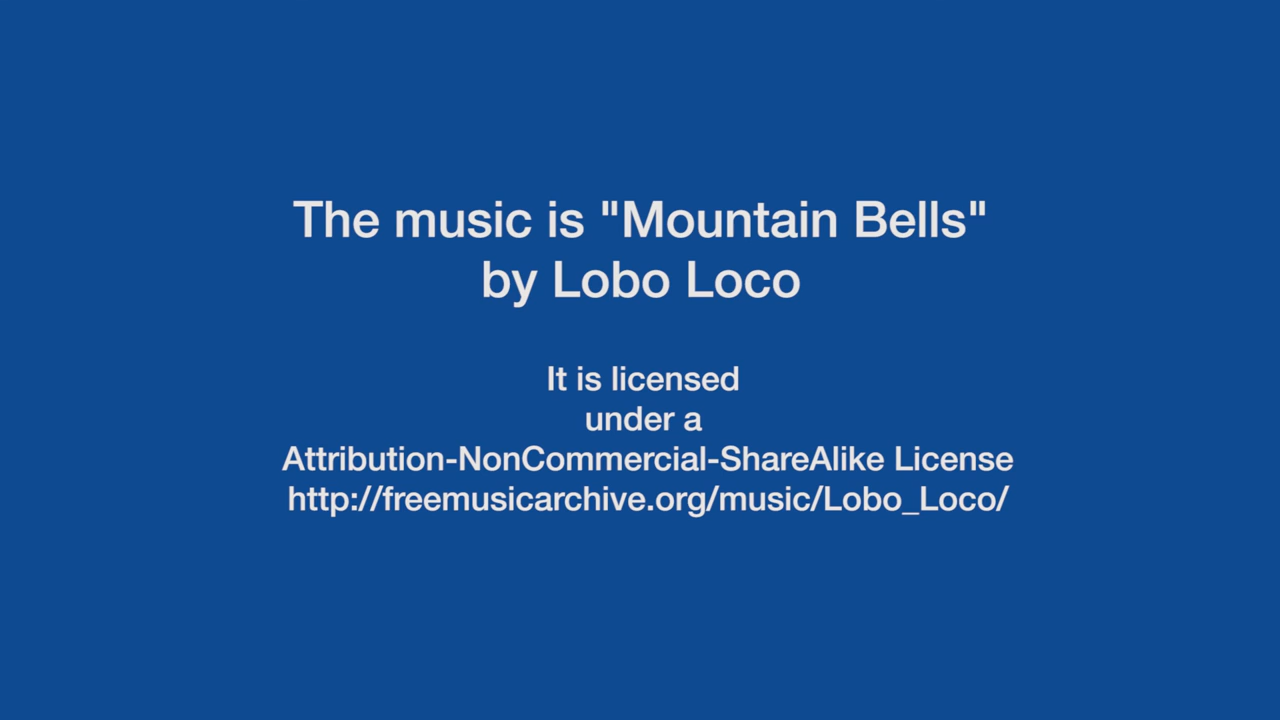 The music is "Mountain Bells"
by Lobo Loco
It is licensed
under a
Attribution-NonCommercial-ShareAlike License
http://freemusicarchive.org/music/Lobo_Loco/